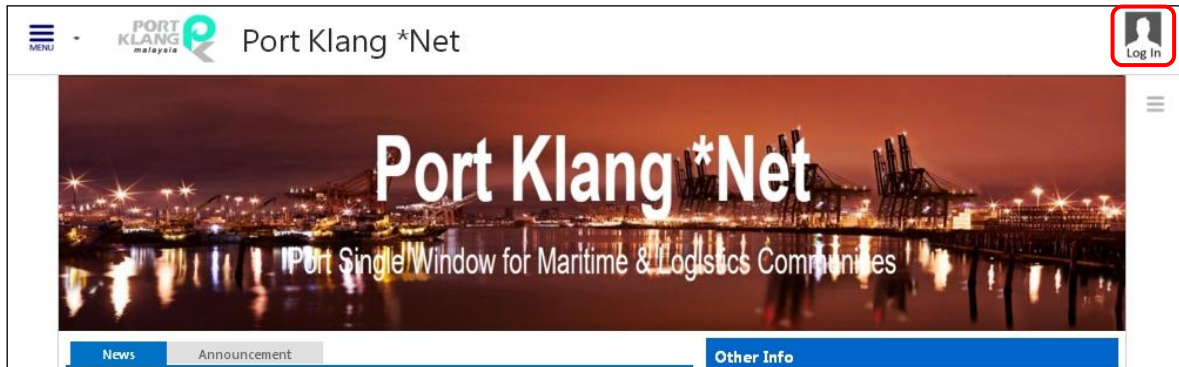 MENU
PORT
KLANG
malaysia
Port Klang *Net
Log In
Port Klang *Net
Port Single Window for Maritime & Logistics Communities
News
Announcement
Other Info